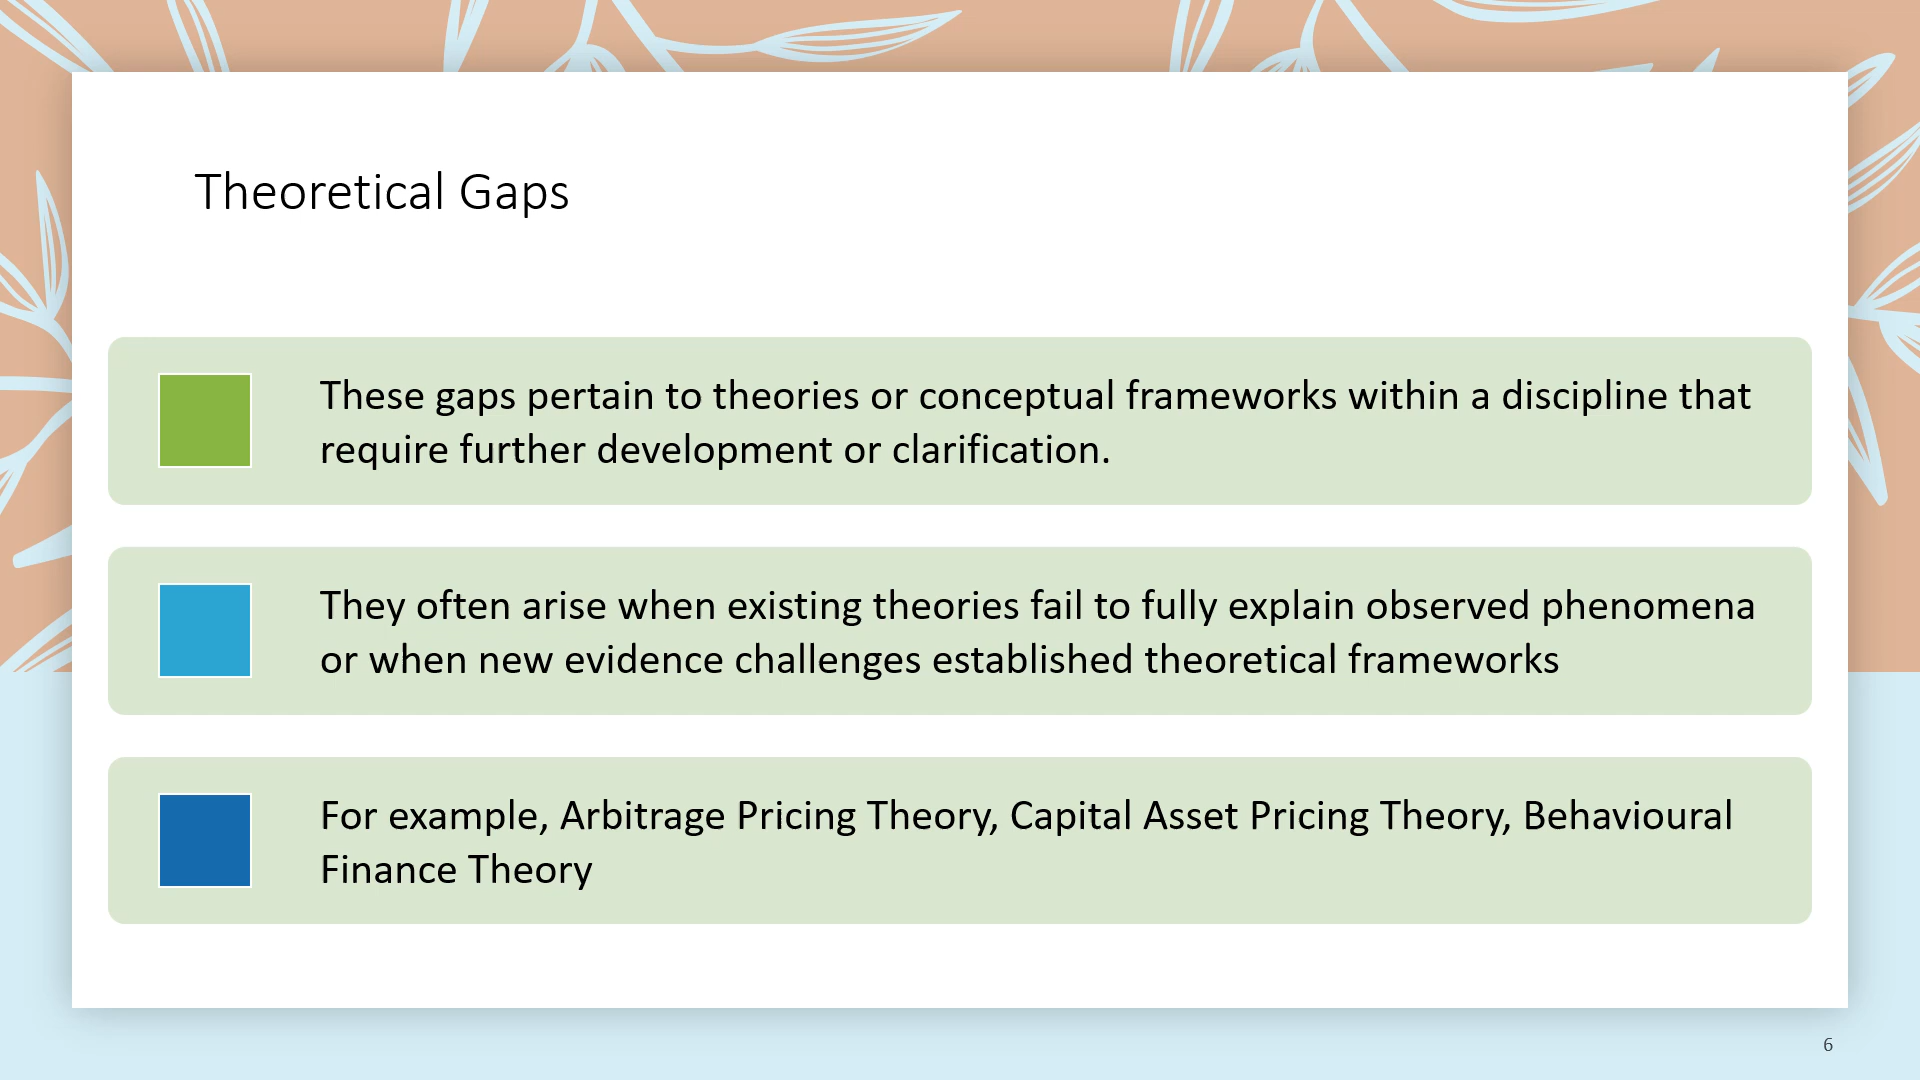 Theoretical Gaps
These gaps pertain to theories or conceptual frameworks within a discipline that
require further development or clarification.
They often arise when existing theories fail to fully explain observed phenomena
or when new evidence challenges established theoretical frameworks
For example, Arbitrage Pricing Theory, Capital Asset Pricing Theory, Behavioural
Finance Theory
6